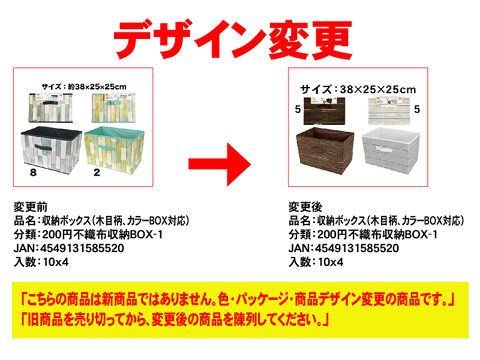 デザイン変更
サイズ：約38×25×25cm
8
2
サイズ：38×25×25cm
5
5
変更前
品名：収納ボックス（木目柄、カラーBOX対応）
分類：200円不織布収納BOX-1
JAN：4549131585520
入数：10x4
変更後
品名：収納ボックス（木目柄、カラーBOX対応）
分類：200円不織布収納BOX-1
JAN：4549131585520
入数：10x4
「こちらの商品は新商品ではありません。色・パッケージ・商品デザイン変更の商品です。」
「旧商品を売り切ってから、変更後の商品を陳列してください。」